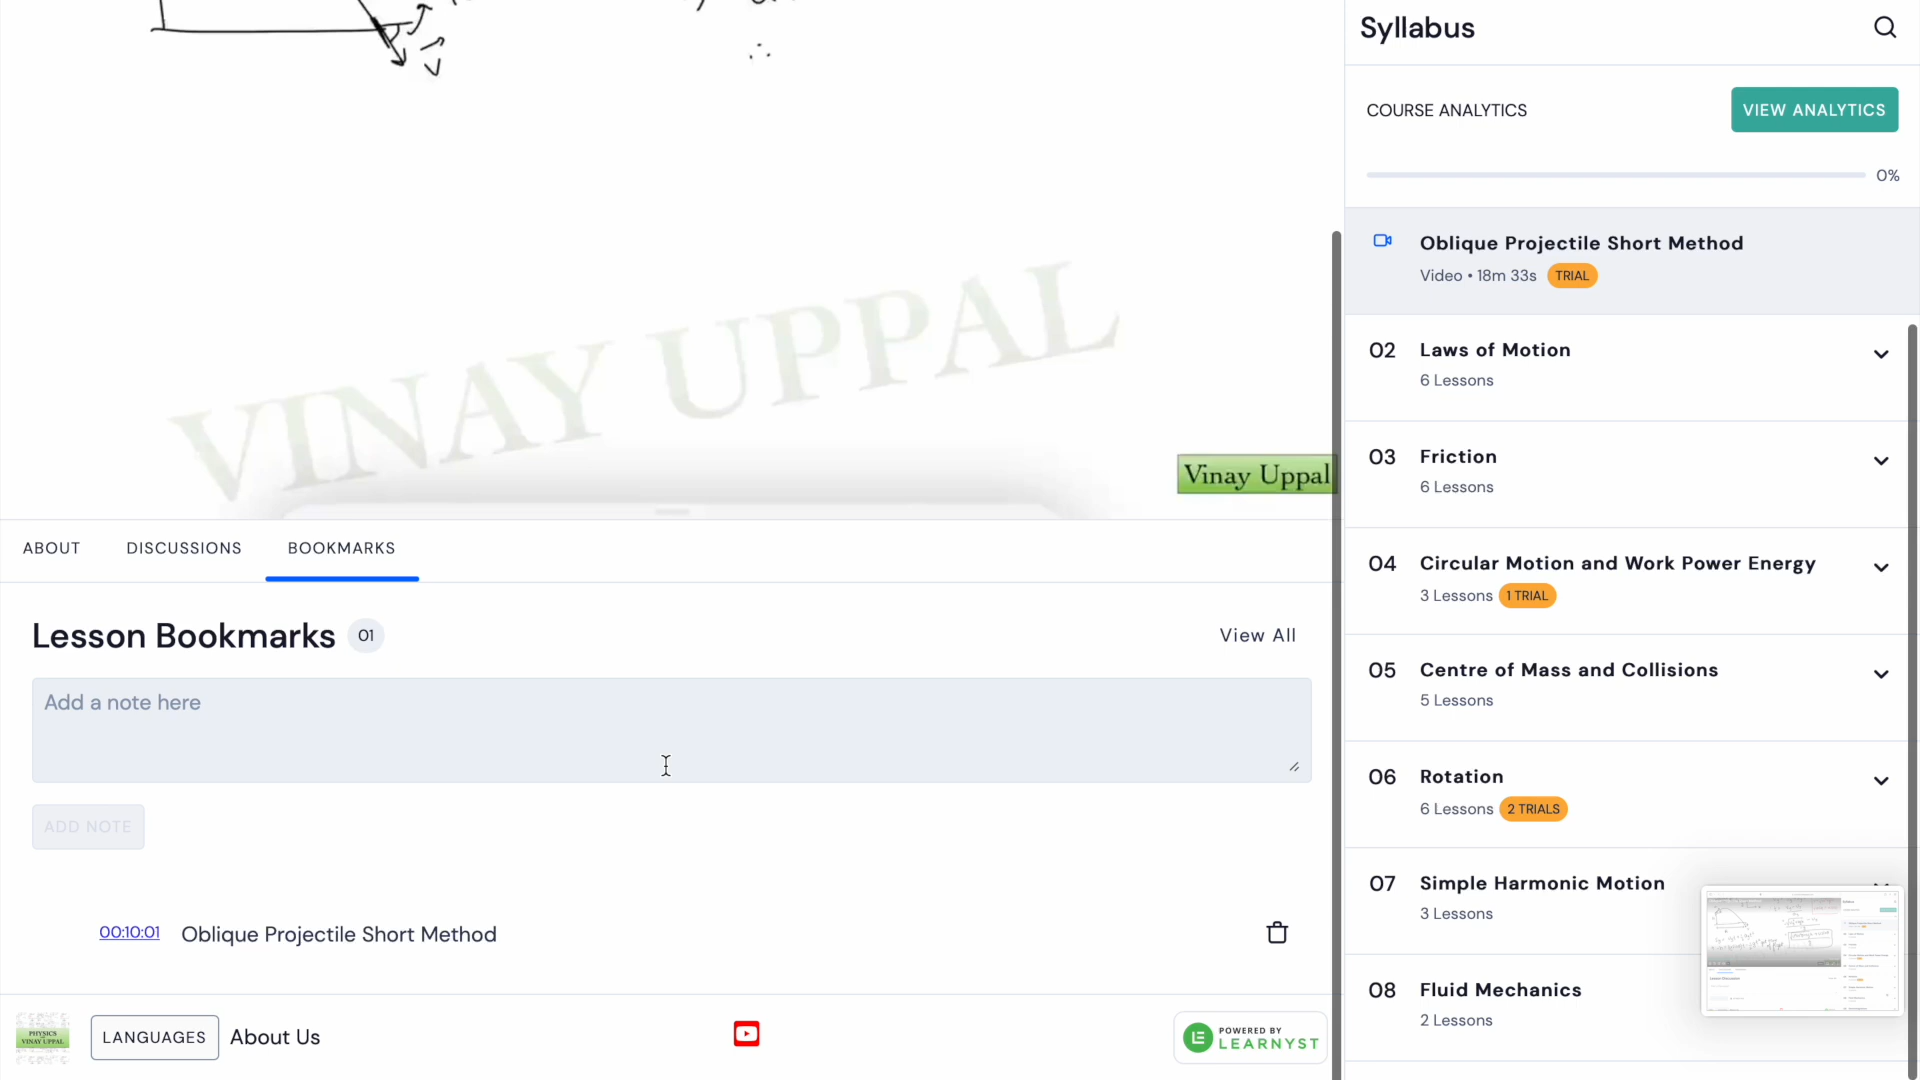 Syllabus
COURSE ANALYTICS
VIEW ANALYTICS
0%
Oblique Projectile Short Method
Video • 18m 33s TRIAL
02 Laws of Motion
6 Lessons
03 Friction
6 Lessons
04 Circular Motion and Work Power Energy
3 Lessons 1 TRIAL
05 Centre of Mass and Collisions
5 Lessons
06 Rotation
6 Lessons 2 TRIALS
07 Simple Harmonic Motion
3 Lessons
08 Fluid Mechanics
2 Lessons
VINAY UPPAL
Vinay Uppal
ABOUT
DISCUSSIONS
BOOKMARKS
Lesson Bookmarks 01
View All
Add a note here
ADD NOTE
00:10:01 Oblique Projectile Short Method
PHYSICS
VINAY UPPAL
LANGUAGES
About Us
POWERED BY
LEARNYST